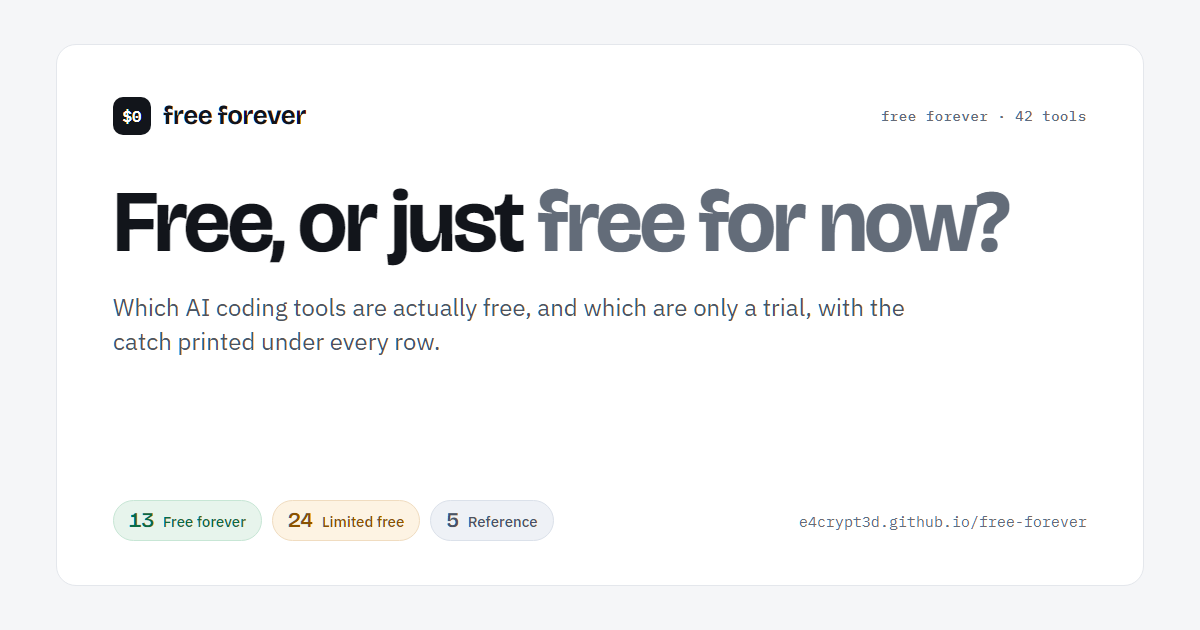 $0 free forever
free forever · 42 tools
Free, or just free for now?
Which AI coding tools are actually free, and which are only a trial, with the
catch printed under every row.
13 Free forever
24 Limited free
5 Reference
e4crypt3d.github.io/free-forever